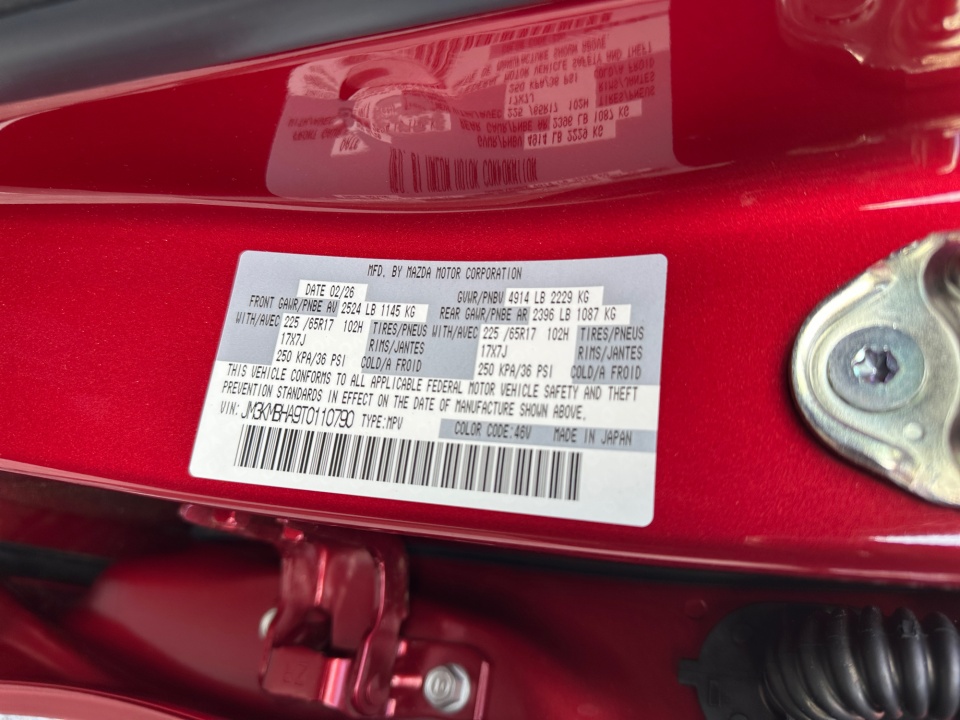 MFD. BY MAZDA MOTOR CORPORATION
DATE 02/26 GVWR/PNBV 4914 LB 2229 KG
FRONT GAWR/PNBE AV 2524 LB 1145 KG REAR GAWR/PNBE AR 2396 LB 1087 KG
WITH/AVEC 225 /65R17 102H TIRES/PNEUS WITH/AVEC 225 /65R17 102H TIRES/PNEUS
17X7J RIMS/JANTES 17X7J RIMS/JANTES
250 KPA/36 PSI COLD/A FROID 250 KPA/36 PSI COLD/A FROID
THIS VEHICLE CONFORMS TO ALL APPLICABLE FEDERAL MOTOR VEHICLE SAFETY AND THEFT
PREVENTION STANDARDS IN EFFECT ON THE DATE OF MANUFACTURE SHOWN ABOVE.
VIN: JM3KMBHA9T0110790 TYPE:MPV COLOR CODE:46V MADE IN JAPAN